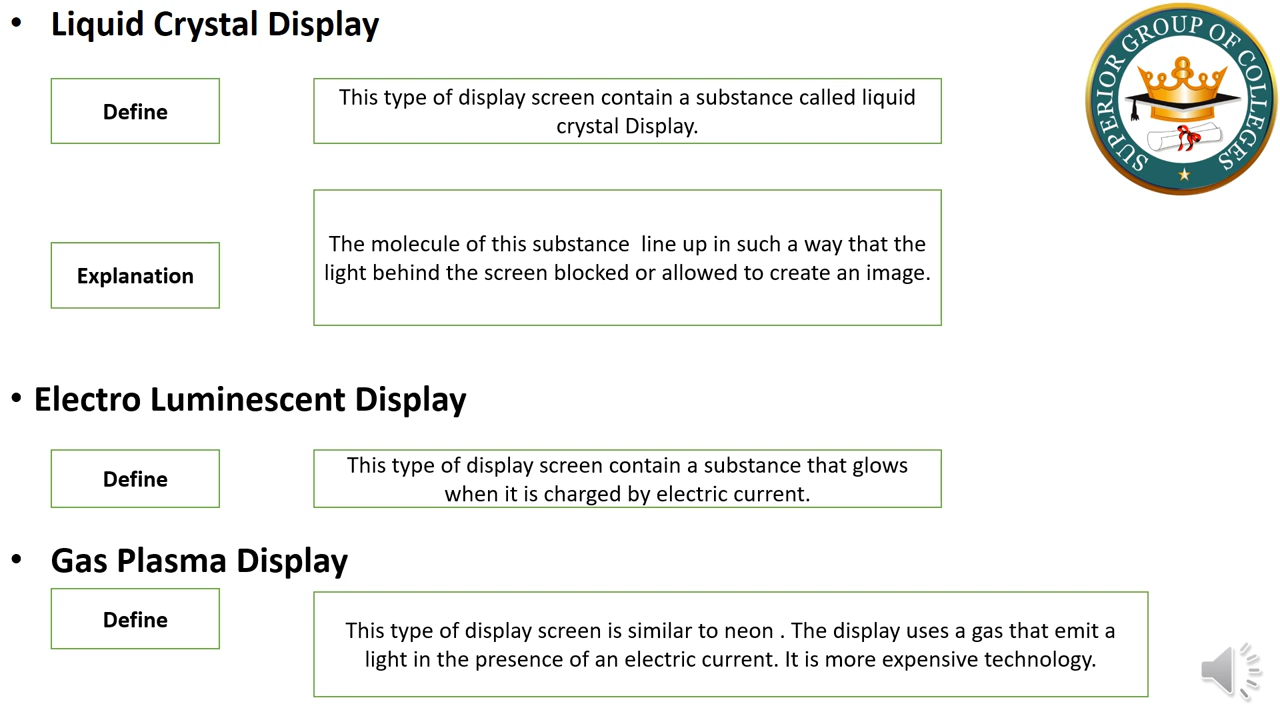 • Liquid Crystal Display
SUPERIOR GROUP OF COLLEGES
Define
This type of display screen contain a substance called liquid
crystal Display.
Explanation
The molecule of this substance  line up in such a way that the
light behind the screen blocked or allowed to create an image.
• Electro Luminescent Display
Define
This type of display screen contain a substance that glows
when it is charged by electric current.
• Gas Plasma Display
Define
This type of display screen is similar to neon . The display uses a gas that emit a
light in the presence of an electric current. It is more expensive technology.